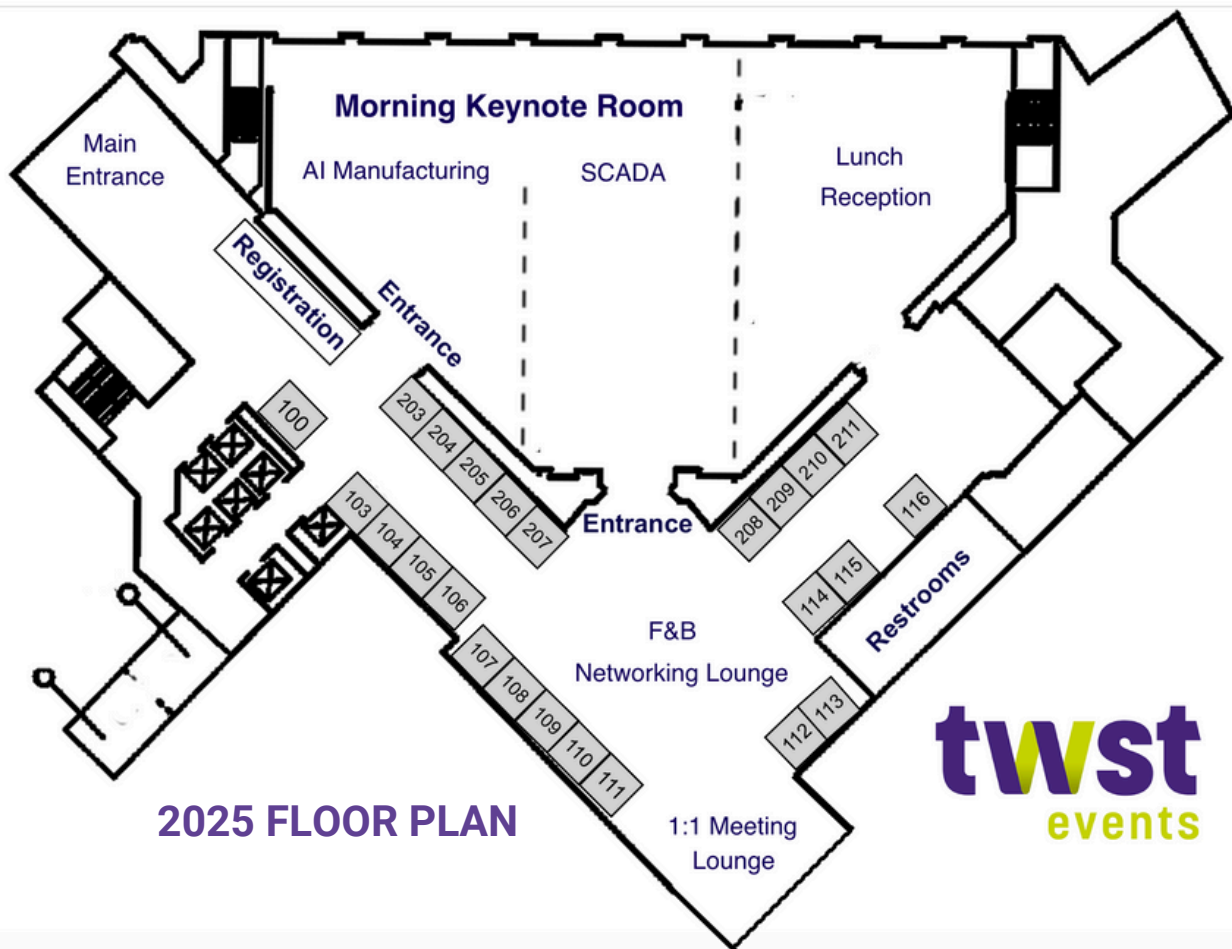 Morning Keynote Room
Main
Entrance
AI Manufacturing
SCADA
Lunch
Reception
Registration
Entrance
100
203
204
205
206
207
208
209
210
211
Entrance
103
104
105
106
107
108
109
110
111
112
113
114
115
116
Restrooms
F&B
Networking Lounge
1:1 Meeting
Lounge
2025 FLOOR PLAN
twst
events